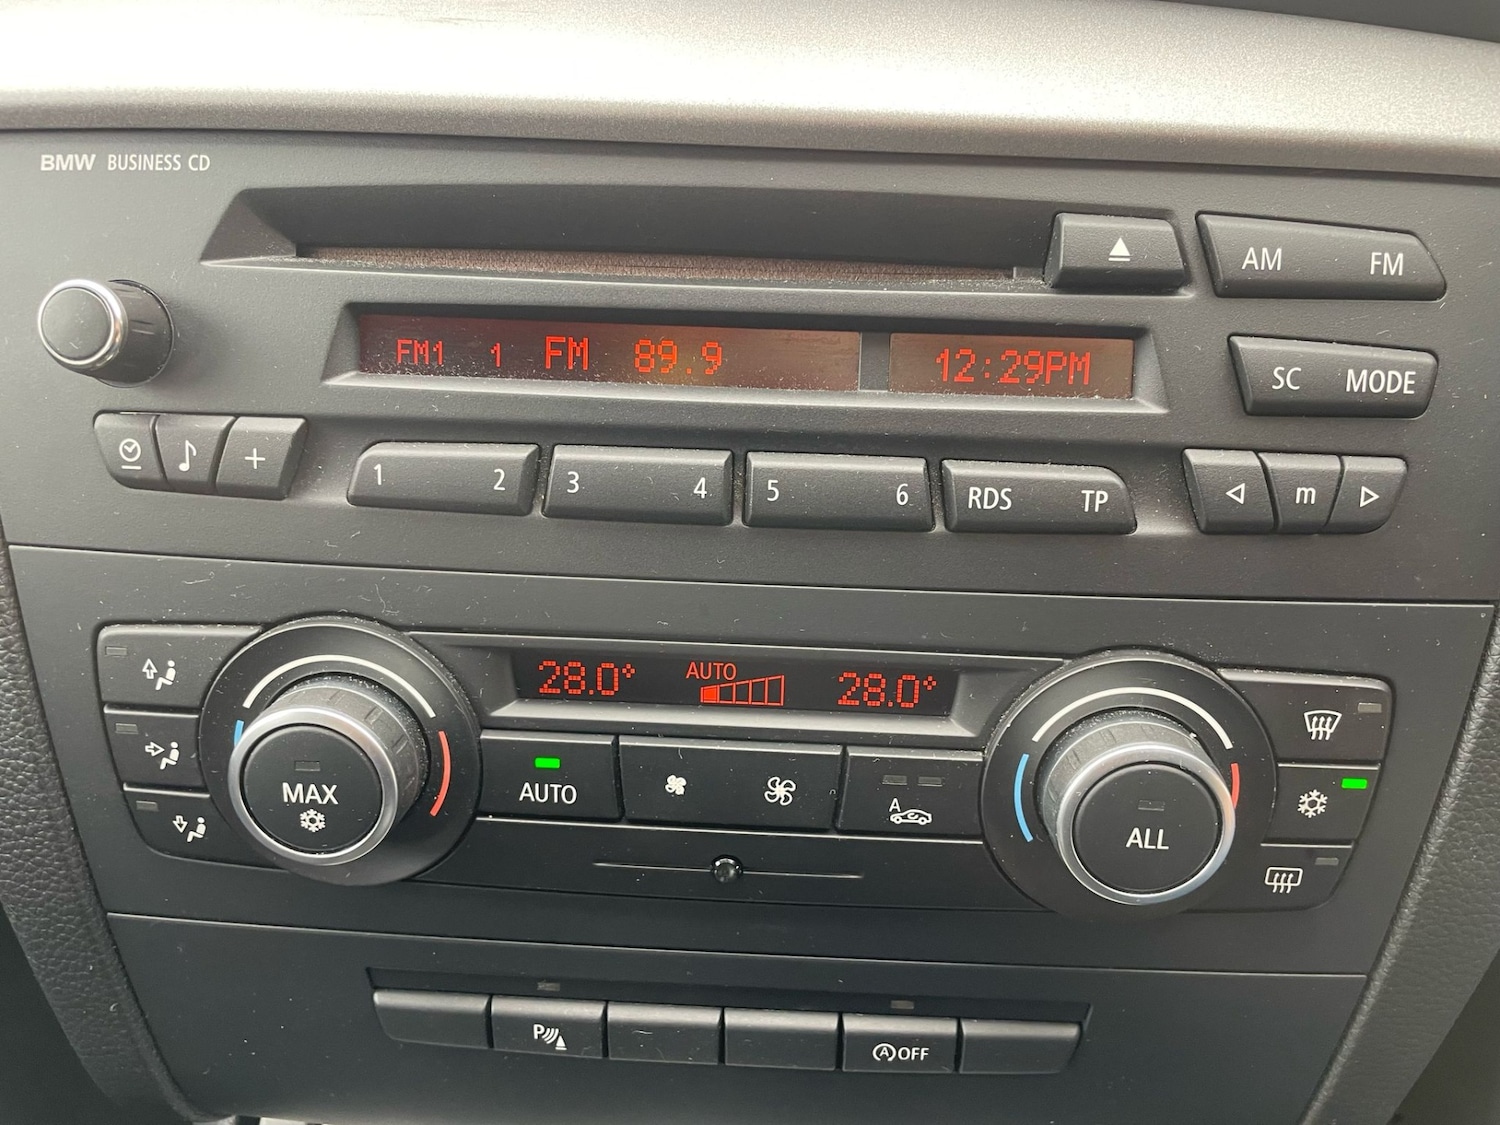 BMW BUSINESS CD
AM FM
FM1 1 FM 89.9 12:29PM
SC MODE
1 2 3 4 5 6 RDS TP m
28.0° AUTO 28.0°
MAX AUTO A ALL
P A OFF